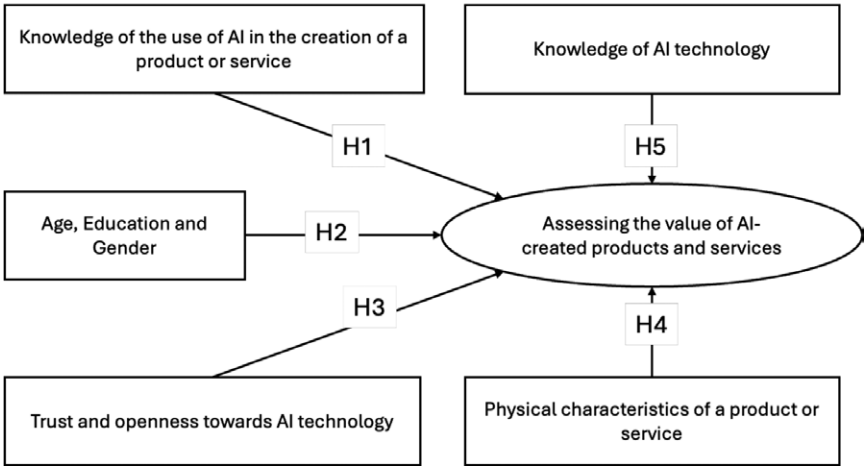 Knowledge of the use of AI in the creation of a
product or service
Knowledge of AI technology
H1
H5
Age, Education and
Gender
H2
Assessing the value of AI-
created products and services
H3
H4
Trust and openness towards AI technology
Physical characteristics of a product or
service